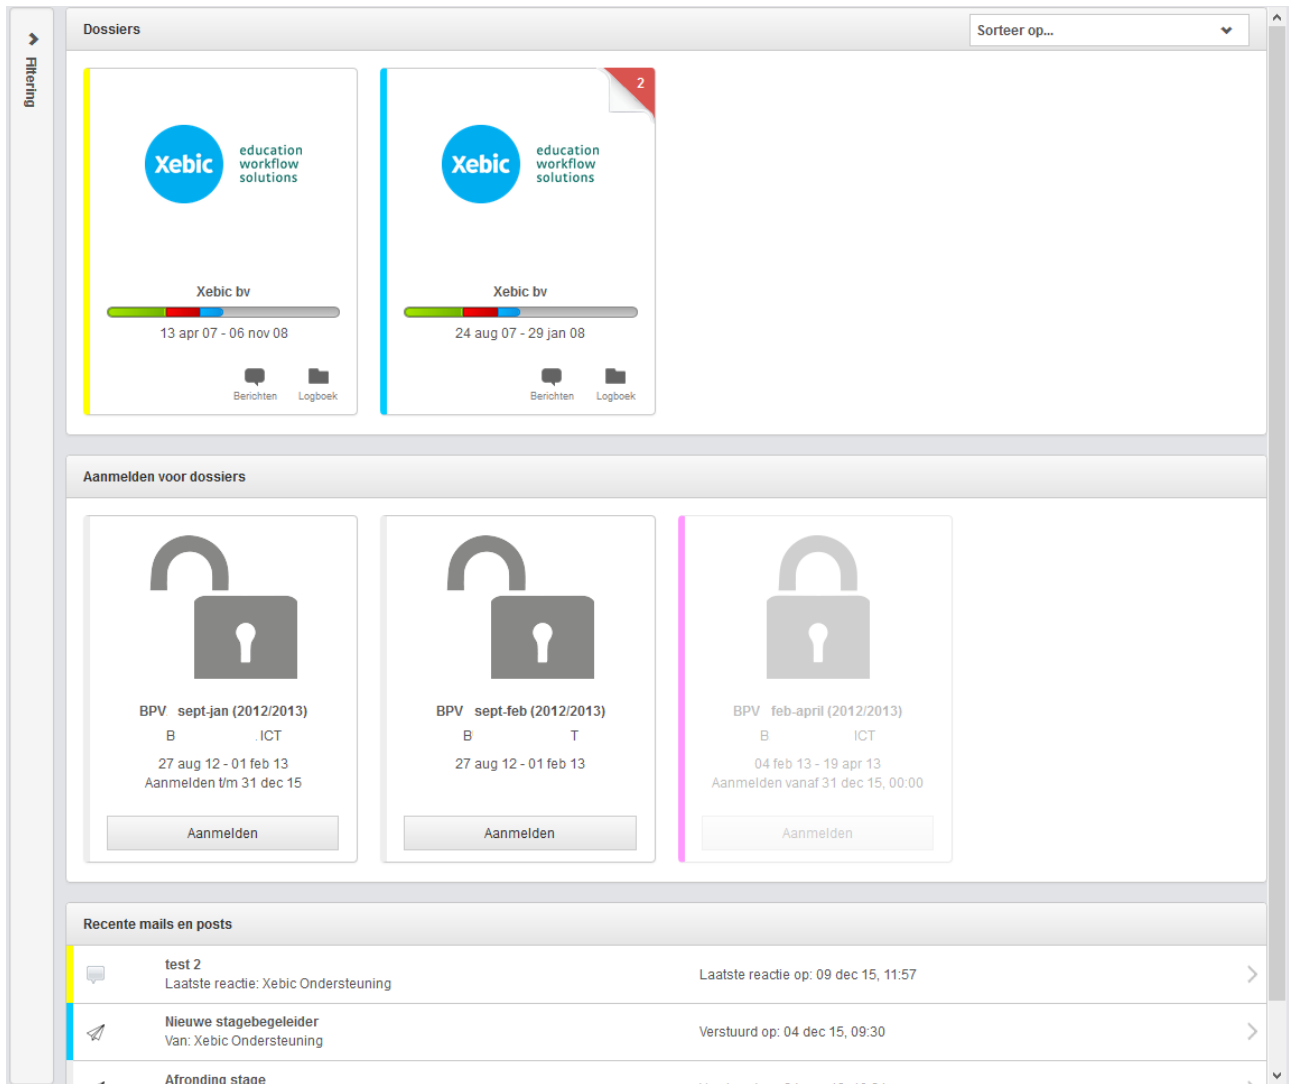 Filtering
Dossiers
Sorteer op...
2
Xebic
education
workflow
solutions
Xebic bv
13 apr 07 - 06 nov 08
Berichten
Logboek
Xebic
education
workflow
solutions
Xebic bv
24 aug 07 - 29 jan 08
Berichten
Logboek
Aanmelden voor dossiers
BPV sept-jan (2012/2013)
B ICT
27 aug 12 - 01 feb 13
Aanmelden t/m 31 dec 15
Aanmelden
BPV sept-feb (2012/2013)
B T
27 aug 12 - 01 feb 13
Aanmelden
BPV feb-april (2012/2013)
B ICT
04 feb 13 - 19 apr 13
Aanmelden vanaf 31 dec 15, 00:00
Aanmelden
Recente mails en posts
test 2
Laatste reactie: Xebic Ondersteuning
Laatste reactie op: 09 dec 15, 11:57
Nieuwe stagebegeleider
Van: Xebic Ondersteuning
Verstuurd op: 04 dec 15, 09:30
Afronding stage